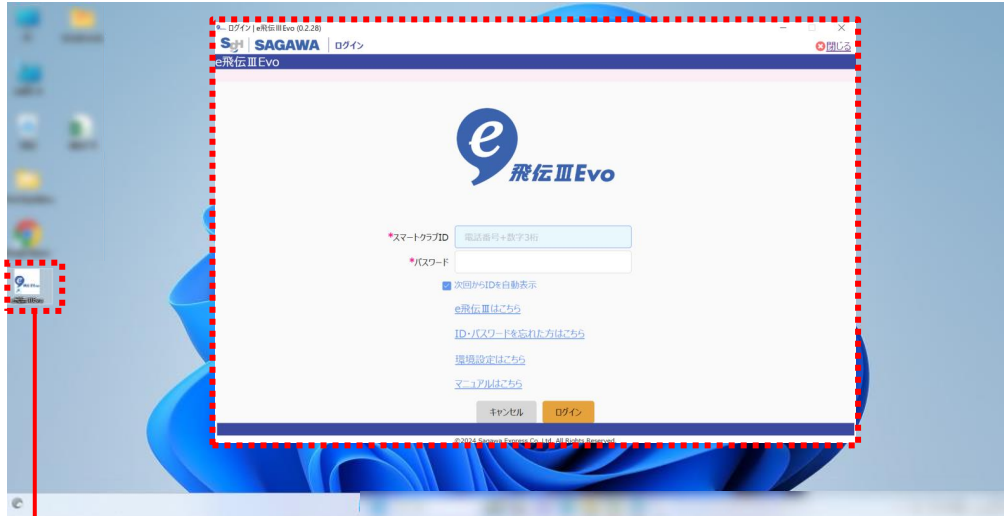 ログイン | e飛伝ⅢEvo (0.2.28)
SGH SAGAWA ログイン
閉じる
e飛伝ⅢEvo
e
飛伝ⅢEvo
*スマートクラブID 電話番号+数字3桁
*パスワード
次回からIDを自動表示
e飛伝Ⅲはこちら
ID・パスワードを忘れた方はこちら
環境設定はこちら
マニュアルはこちら
キャンセル ログイン
©2024 Sagawa Express Co.,Ltd. All Rights Reserved.